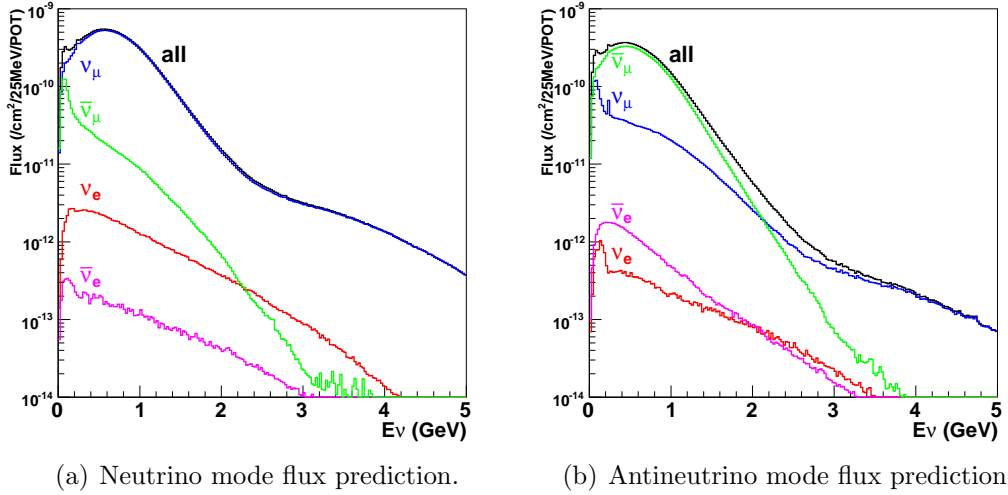 Flux (/cm²/25MeV/POT)
10⁻⁹
10⁻¹⁰
10⁻¹¹
10⁻¹²
10⁻¹³
10⁻¹⁴
all
νμ
ν̄μ
νe
ν̄e
0 1 2 3 4 5
Eν (GeV)
(a) Neutrino mode flux prediction.
Flux (/cm²/25MeV/POT)
10⁻⁹
10⁻¹⁰
10⁻¹¹
10⁻¹²
10⁻¹³
10⁻¹⁴
all
ν̄μ
νμ
ν̄e
νe
0 1 2 3 4 5
Eν (GeV)
(b) Antineutrino mode flux prediction